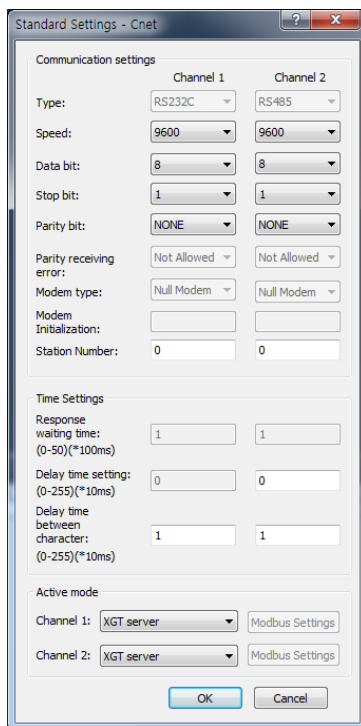 Standard Settings - Cnet
Communication settings
Channel 1 Channel 2
Type: RS232C RS485
Speed: 9600 9600
Data bit: 8 8
Stop bit: 1 1
Parity bit: NONE NONE
Parity receiving
error: Not Allowed Not Allowed
Modem type: Null Modem Null Modem
Modem
Initialization:
Station Number: 0 0
Time Settings
Response
waiting time: 1 1
(0-50)(*100ms)
Delay time setting: 0 0
(0-255)(*10ms)
Delay time
between
character: 1 1
(0-255)(*10ms)
Active mode
Channel 1: XGT server Modbus Settings
Channel 2: XGT server Modbus Settings
OK Cancel